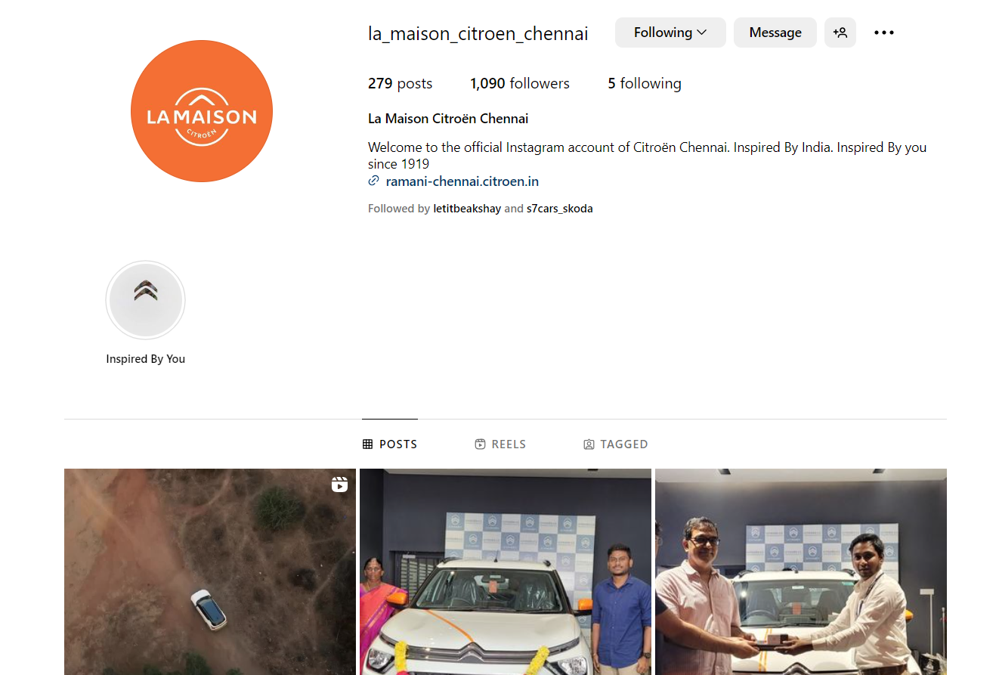 la_maison_citroen_chennai
Following
Message
279 posts
1,090 followers
5 following
LA MAISON
CITROËN
La Maison Citroën Chennai
Welcome to the official Instagram account of Citroën Chennai. Inspired By India. Inspired By you
since 1919
ramani-chennai.citroen.in
Followed by letitbeakshay and s7cars_skoda
Inspired By You
POSTS
REELS
TAGGED